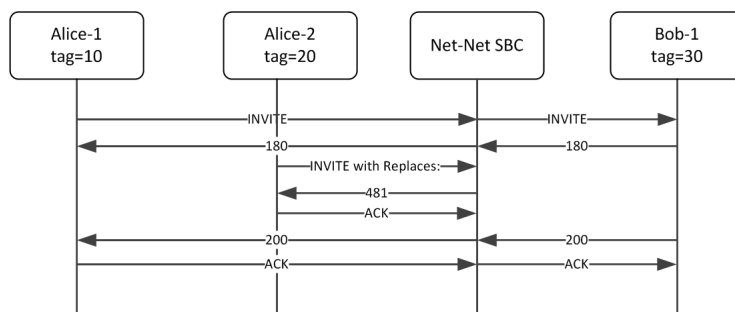 Alice-1
tag=10
Alice-2
tag=20
Net-Net SBC
Bob-1
tag=30
INVITE
INVITE
180
180
INVITE with Replaces:
481
ACK
200
200
ACK
ACK